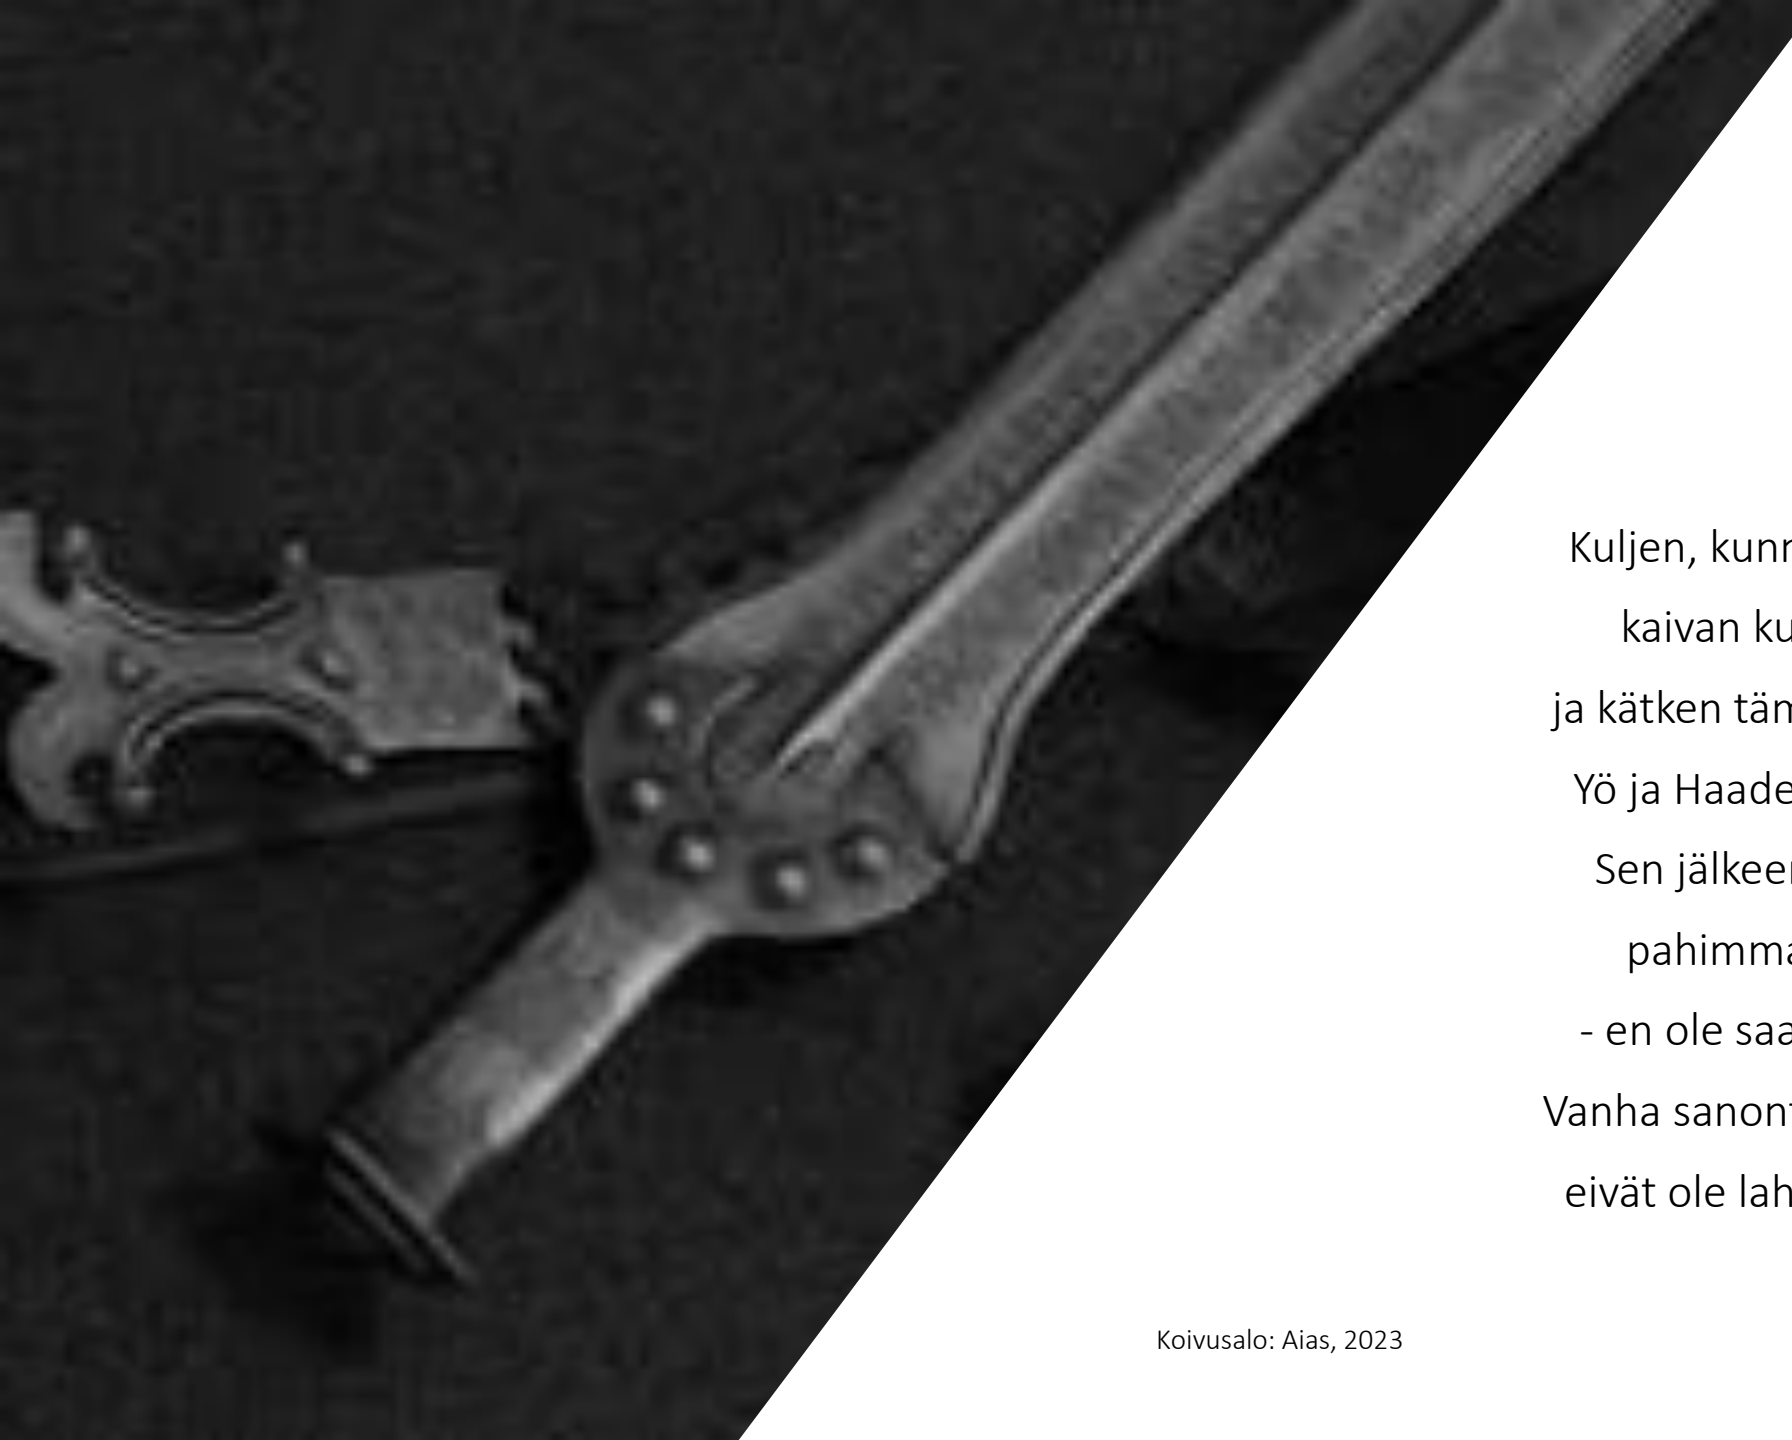 Kuljen, kunn
kaivan ku
ja kätken täm
Yö ja Haade
Sen jälkeen
pahimma
- en ole saa
Vanha sanont
eivät ole lah
Koivusalo: Aias, 2023